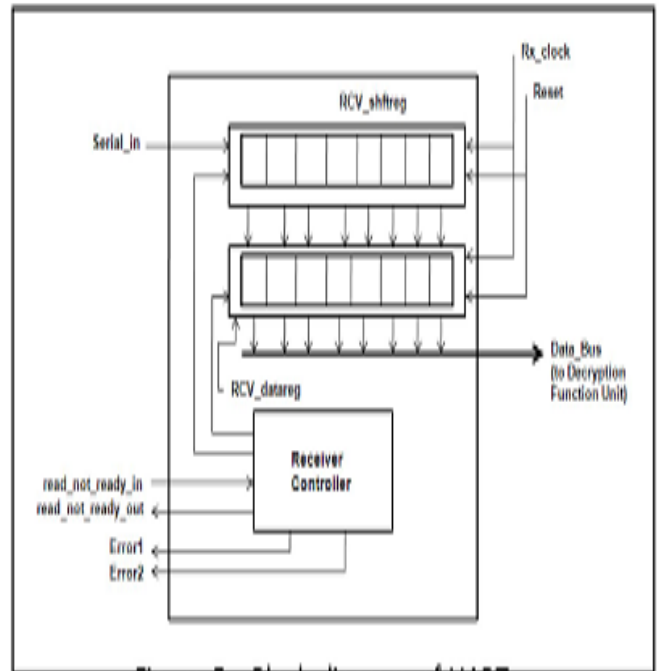 Rx_clock
Reset
RCV_shftreg
Serial_in
Data_Bus
(to Decryption
Function Unit)
RCV_datareg
Receiver
Controller
read_not_ready_in
read_not_ready_out
Error1
Error2